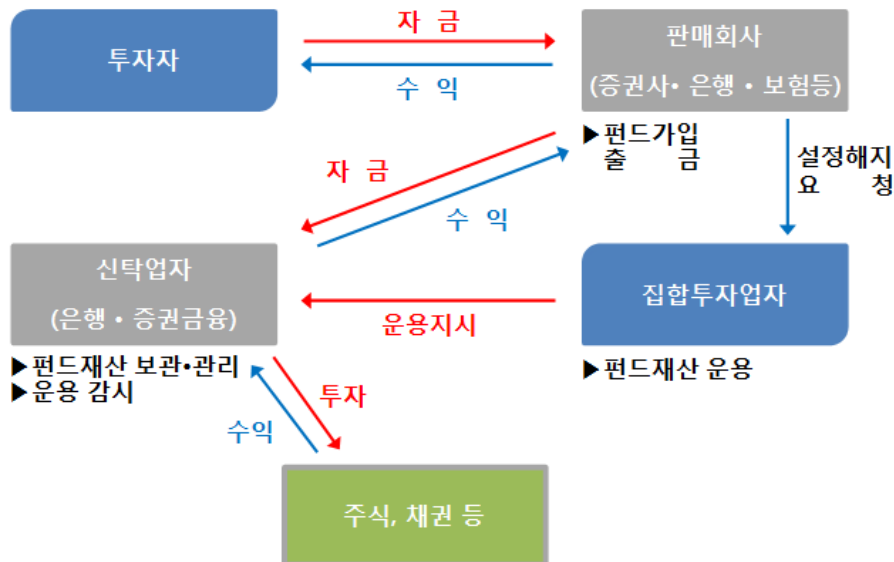 투자자
자 금
수 익
판매회사
(증권사• 은행 • 보험등)
▶펀드가입
출 금
설정해지
요 청
자 금
수 익
신탁업자
(은행 • 증권금융)
▶펀드재산 보관•관리
▶운용 감시
운용지시
집합투자업자
▶펀드재산 운용
투자
수익
주식, 채권 등